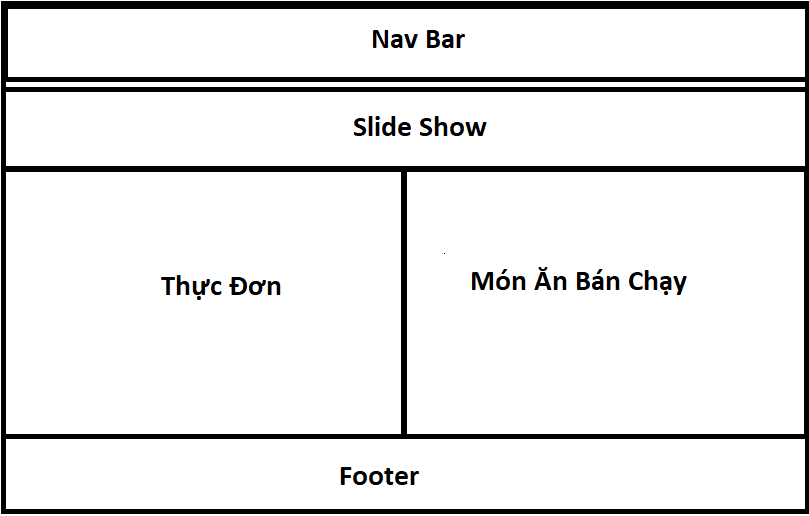 Nav Bar
Slide Show
Thực Đơn
Món Ăn Bán Chạy
Footer